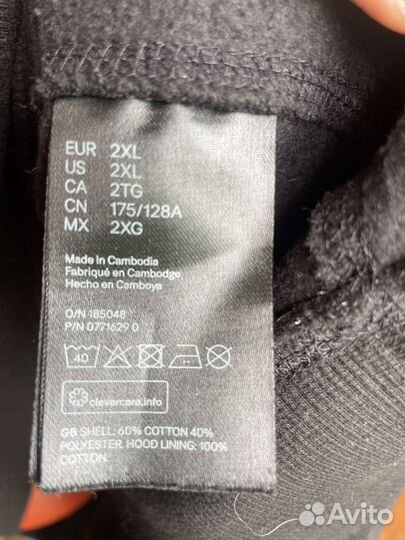 EUR 2XL
US 2XL
CA 2TG
CN 175/128A
MX 2XG
Made in Cambodia
Fabriqué en Cambodge
Hecho en Camboya
O/N 185048
P/N 0771629 0
40
clevercare.info
GB SHELL: 60% COTTON 40%
POLYESTER. HOOD LINING: 100%
COTTON.
Avito